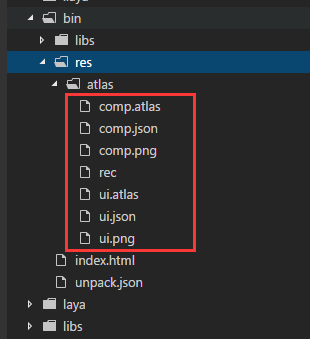 laya
bin
libs
res
atlas
comp.atlas
comp.json
comp.png
rec
ui.atlas
ui.json
ui.png
index.html
unpack.json
laya
libs